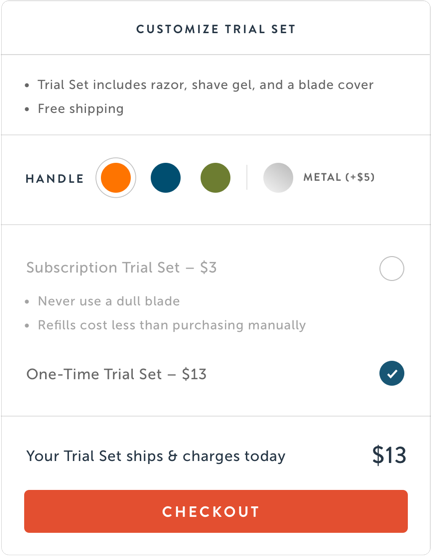 CUSTOMIZE TRIAL SET
• Trial Set includes razor, shave gel, and a blade cover
• Free shipping
HANDLE
METAL (+$5)
Subscription Trial Set – $3
• Never use a dull blade
• Refills cost less than purchasing manually
One-Time Trial Set – $13
Your Trial Set ships & charges today
$13
CHECKOUT